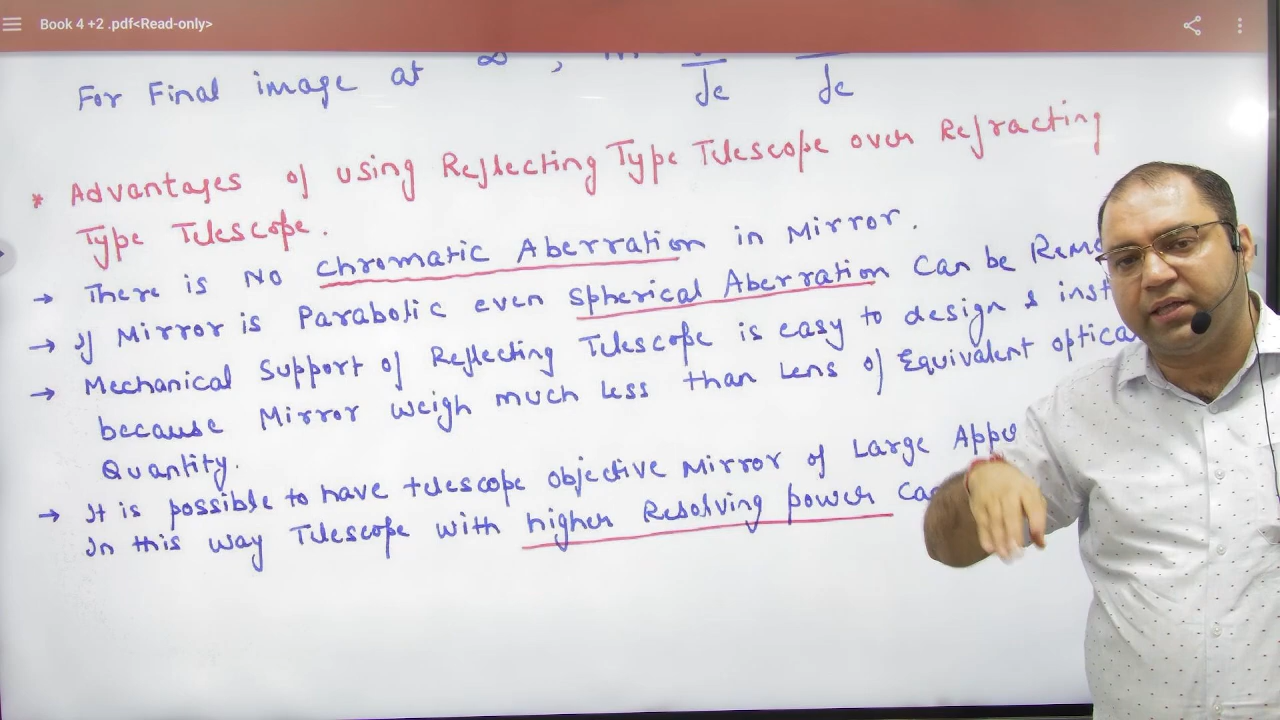 Book 4 +2 .pdf<Read-only>
For Final image at ∞ ,
fe fe
* Advantages of using Reflecting Type Telescope over Refracting
Type Telescope.
→ There is No chromatic Aberration in Mirror.
→ If Mirror is Parabolic even spherical Aberration Can be
→ Mechanical Support of Reflecting Telescope is easy to design &
because Mirror weigh much less than lens of Equivalent
Quantity.
→ It is possible to have telescope objective Mirror of Large
In this way Telescope with higher Resolving power